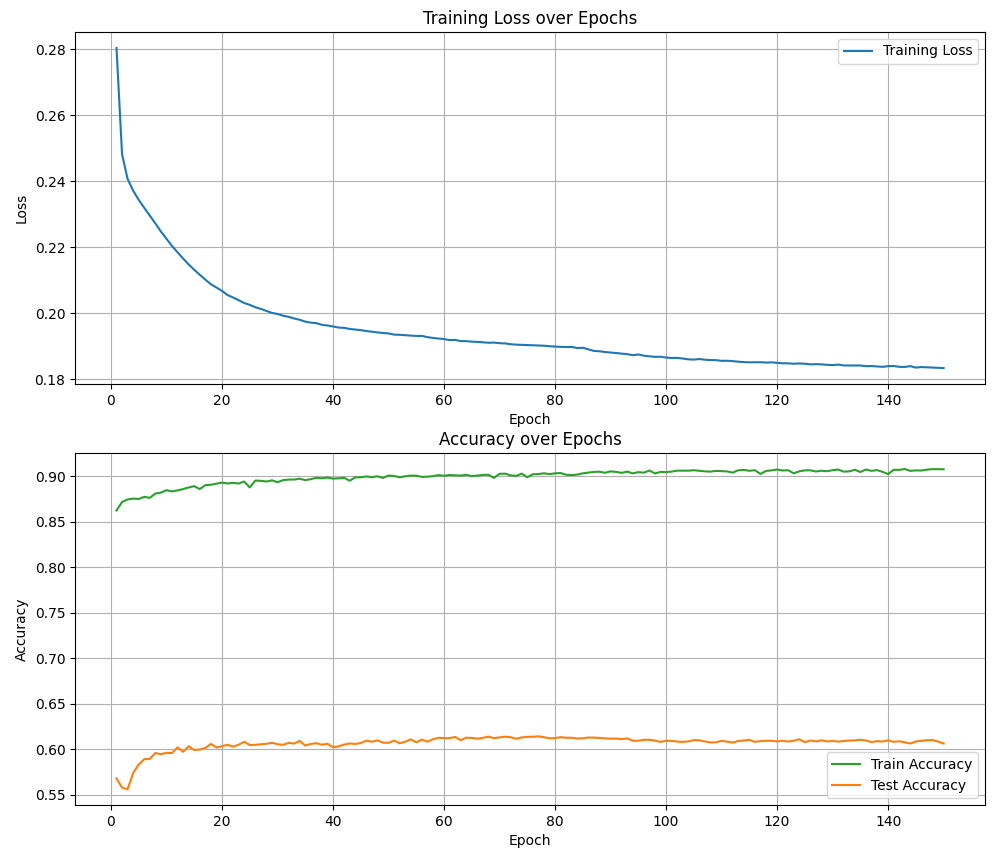 Training Loss over Epochs
Training Loss
Loss
0.28
0.26
0.24
0.22
0.20
0.18
0 20 40 60 80 100 120 140
Epoch
Accuracy over Epochs
Accuracy
0.90
0.85
0.80
0.75
0.70
0.65
0.60
0.55
Train Accuracy
Test Accuracy
0 20 40 60 80 100 120 140
Epoch